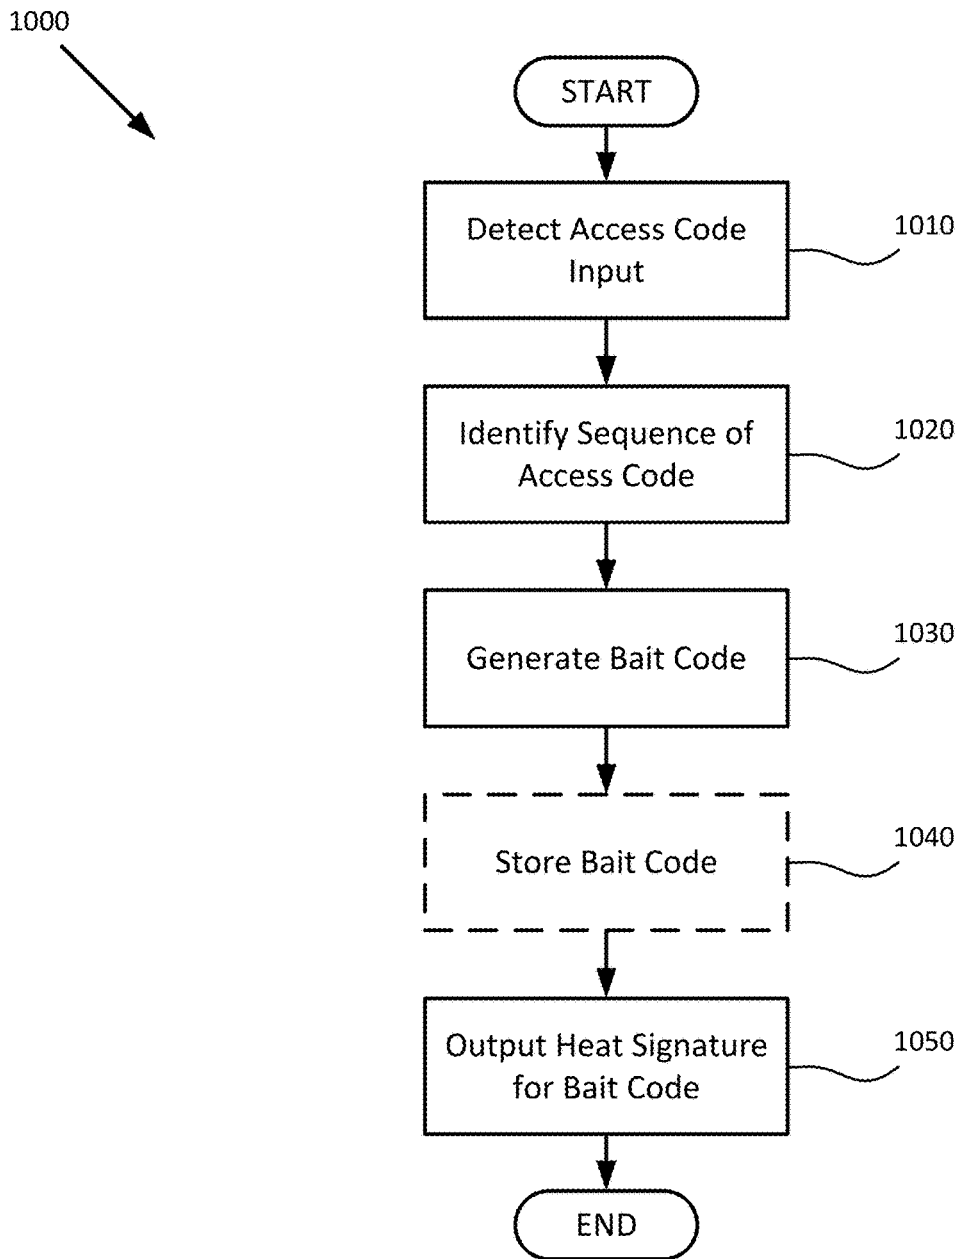 1000
START
Detect Access Code
Input
1010
Identify Sequence of
Access Code
1020
Generate Bait Code
1030
Store Bait Code
1040
Output Heat Signature
for Bait Code
1050
END